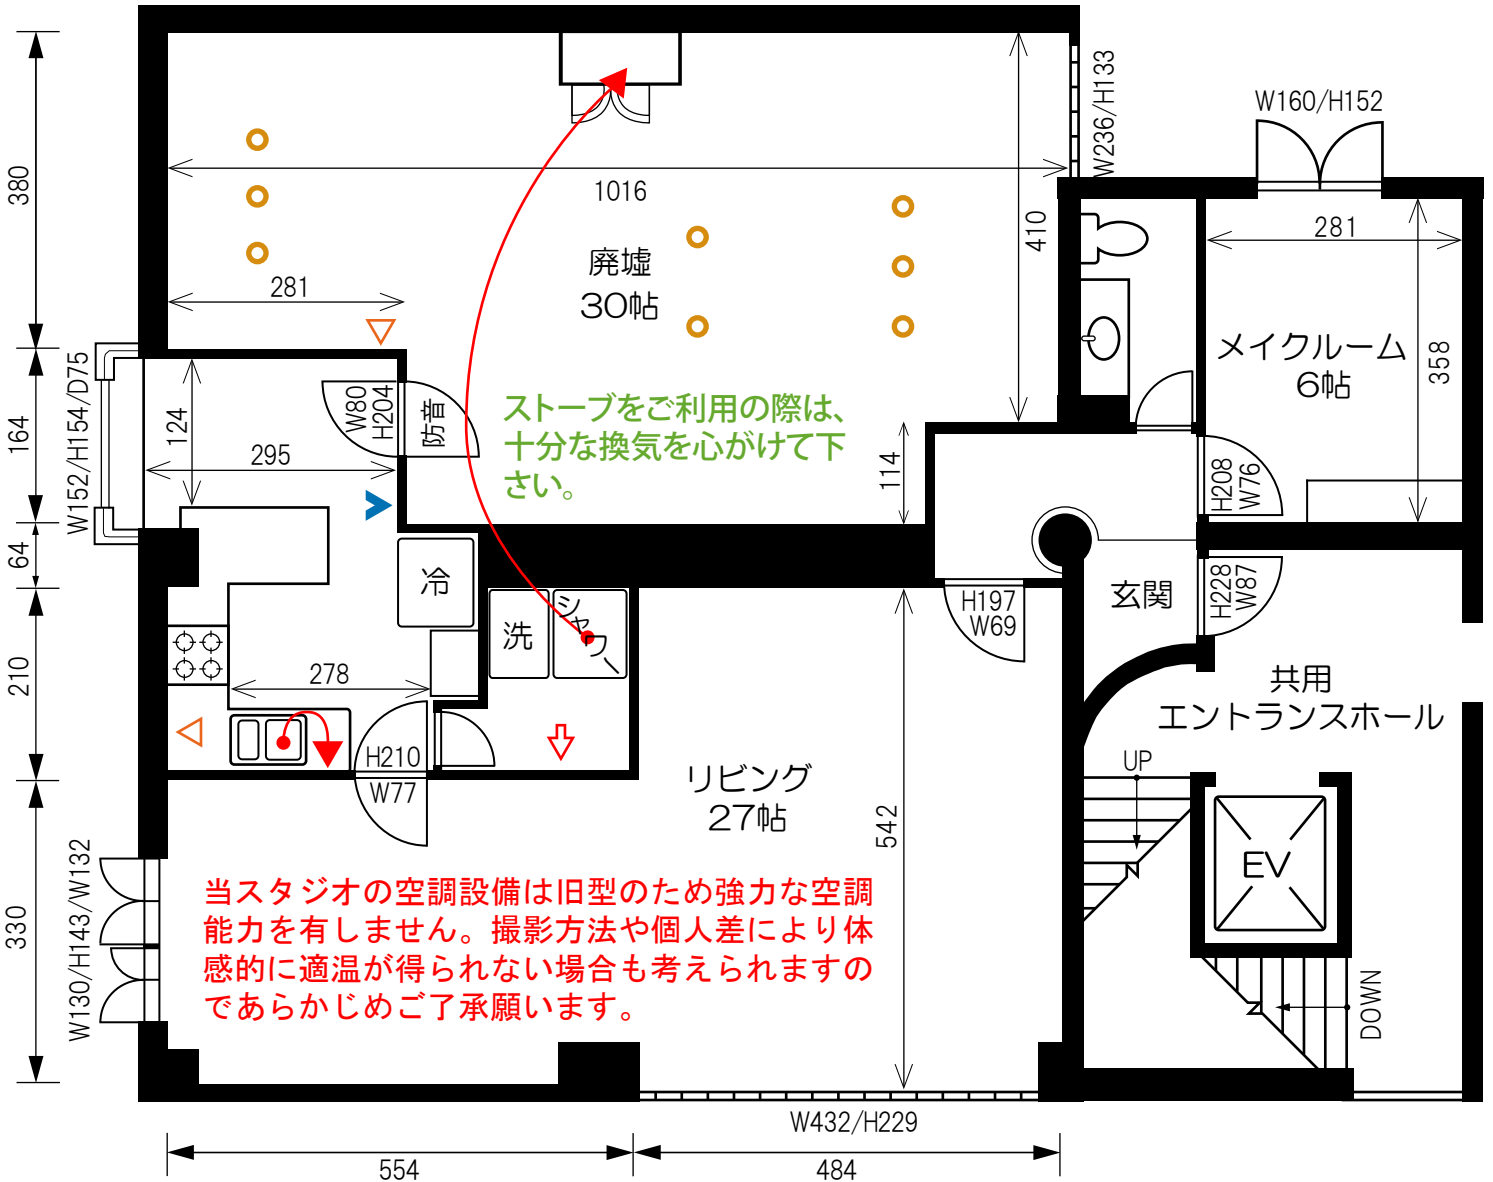 W160/H152
W236/H133
380
1016
410
281
281
廃墟
30帖
メイクルーム
6帖
358
W152/H154/D75
164
124
W80
H204
防音
ストーブをご利用の際は、
十分な換気を心がけて下
さい。
295
114
H208
W76
64
冷
洗
シャワー
H197
W69
玄関
H228
W87
210
278
共用
エントランスホール
H210
W77
リビング
27帖
UP
542
EV
W130/H143/W132
330
当スタジオの空調設備は旧型のため強力な空調
能力を有しません。撮影方法や個人差により体
感的に適温が得られない場合も考えられますの
であらかじめご了承願います。
DOWN
W432/H229
554
484